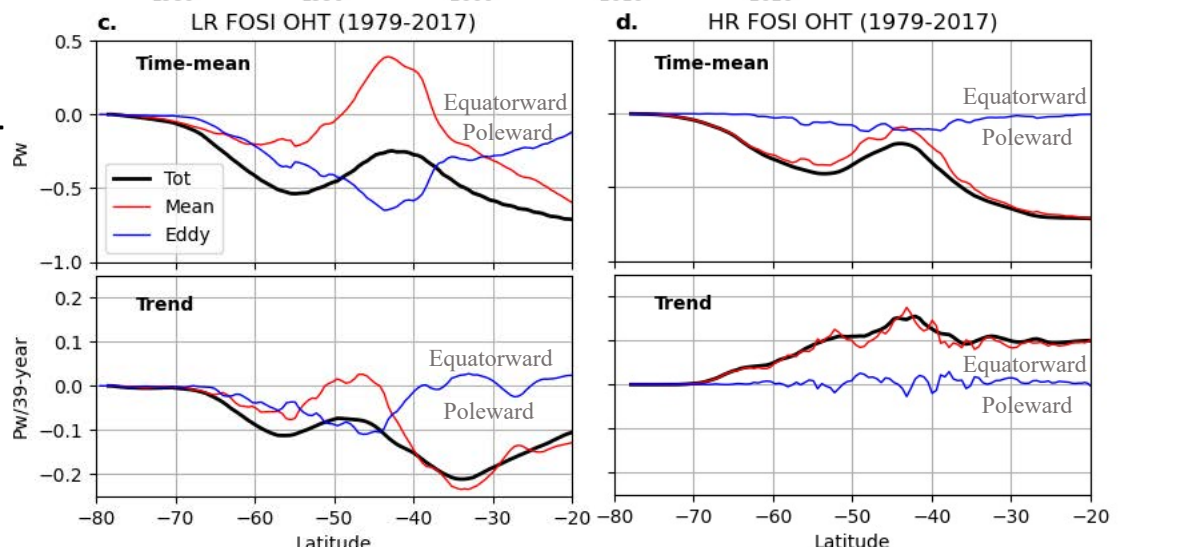 c. LR FOSI OHT (1979-2017)
0.5
0.0
−0.5
−1.0
Pw
Time-mean
Equatorward
Poleward
Tot
Mean
Eddy
0.2
0.1
0.0
−0.1
−0.2
Pw/39-year
Trend
Equatorward
Poleward
−80 −70 −60 −50 −40 −30 −20
Latitude
d. HR FOSI OHT (1979-2017)
Time-mean
Equatorward
Poleward
Trend
Equatorward
Poleward
−80 −70 −60 −50 −40 −30 −20
Latitude